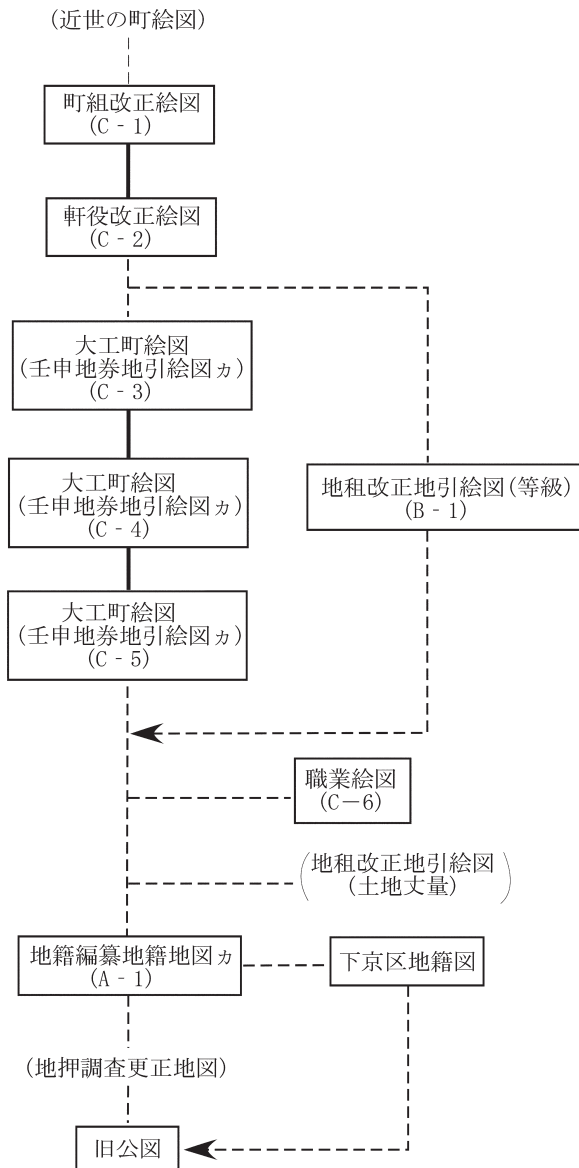 (近世の町絵図)
町組改正絵図
(C‐1)
軒役改正絵図
(C‐2)
大工町絵図
(壬申地券地引絵図ヵ)
(C‐3)
大工町絵図
(壬申地券地引絵図ヵ)
(C‐4)
地租改正地引絵図(等級)
(B‐1)
大工町絵図
(壬申地券地引絵図ヵ)
(C‐5)
職業絵図
(C－6)
(地租改正地引絵図
(土地丈量))
地籍編纂地籍地図ヵ
(A‐1)
下京区地籍図
(地押調査更正地図)
旧公図